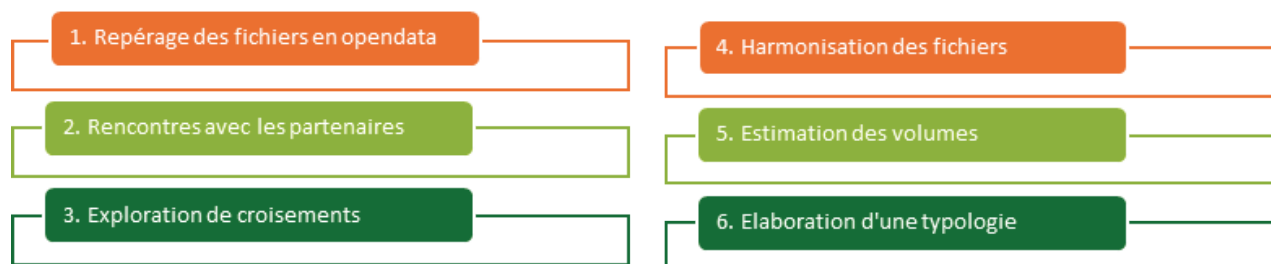 1. Repérage des fichiers en opendata
2. Rencontres avec les partenaires
3. Exploration de croisements
4. Harmonisation des fichiers
5. Estimation des volumes
6. Elaboration d'une typologie